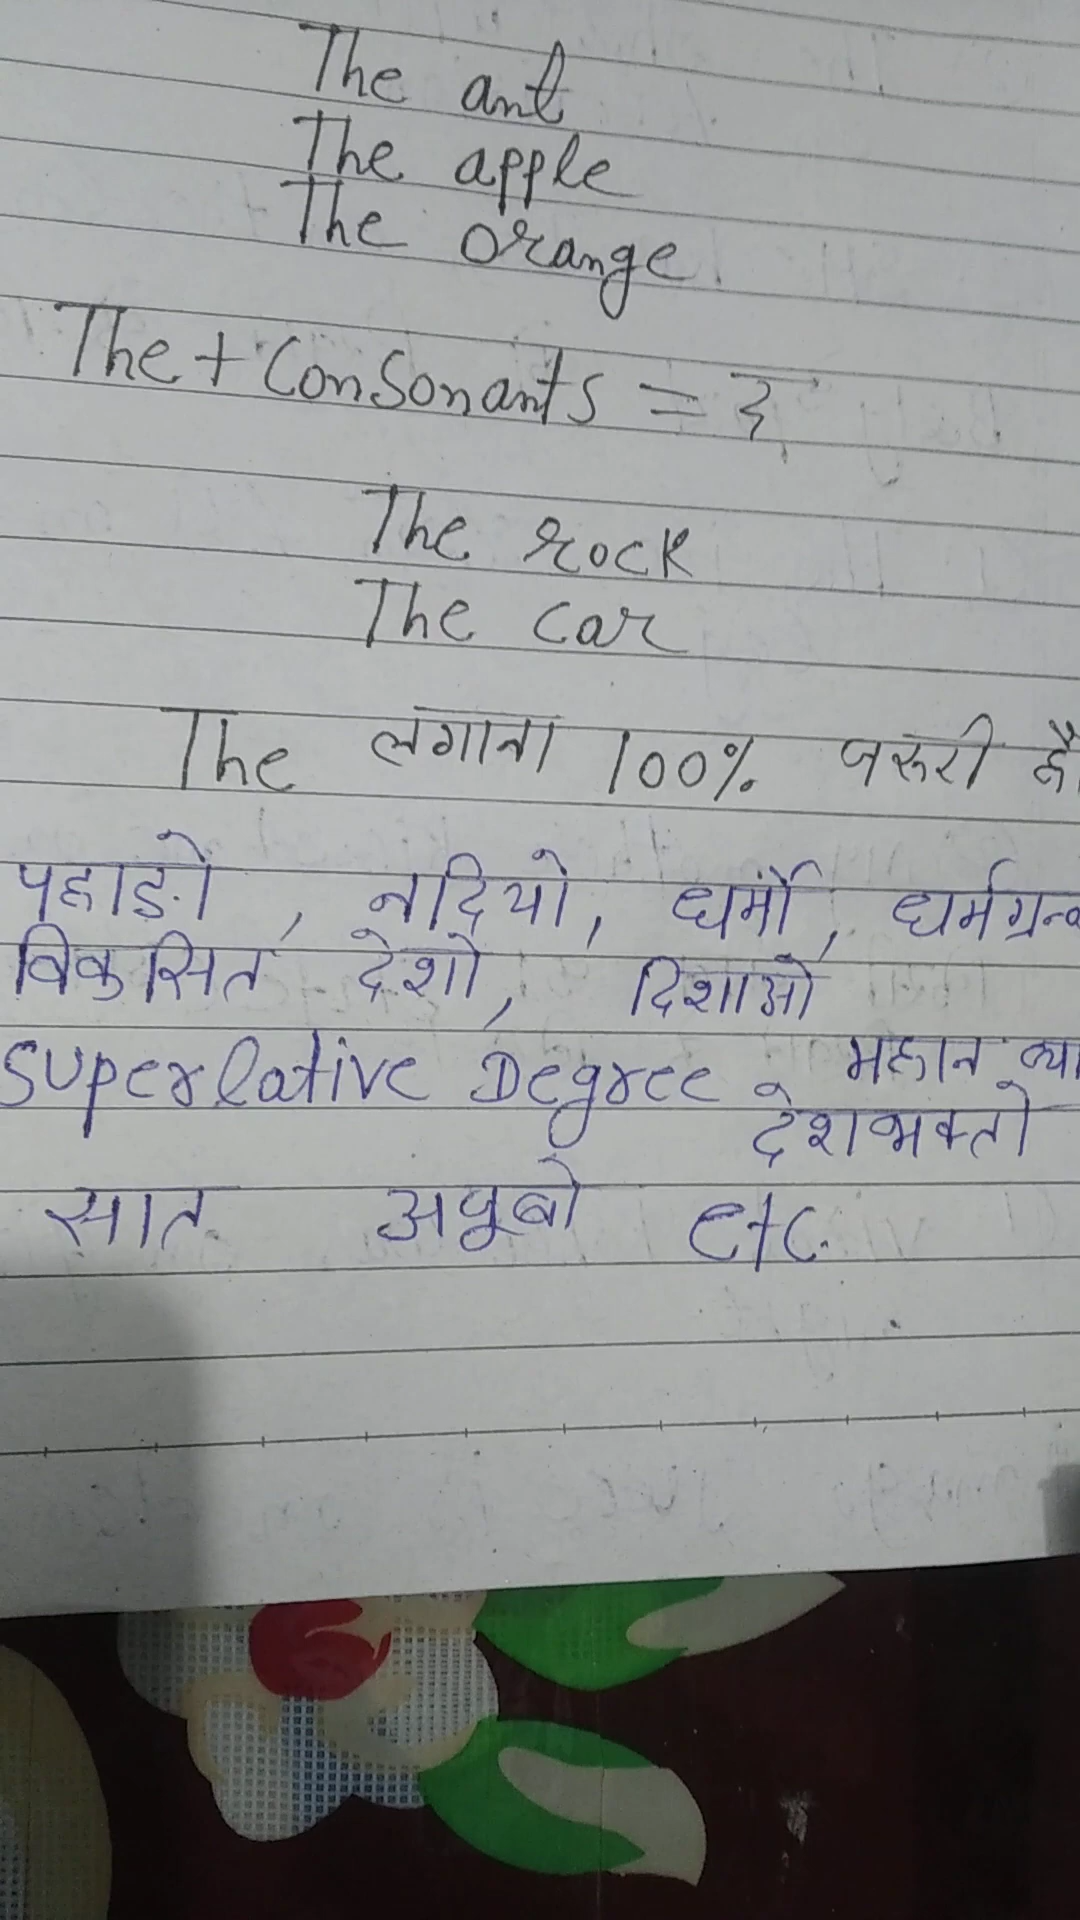 The ant
The apple
The orange
The + Consonants = द
The rock
The car
The लगाना 100% जरूरी है
पहाड़ो, नदियो, धर्मों, धर्मग्रन्थ
विकसित देशो, दिशाओ
Superlative Degree, महान
देशभक्तो
सात अजूबो etc.